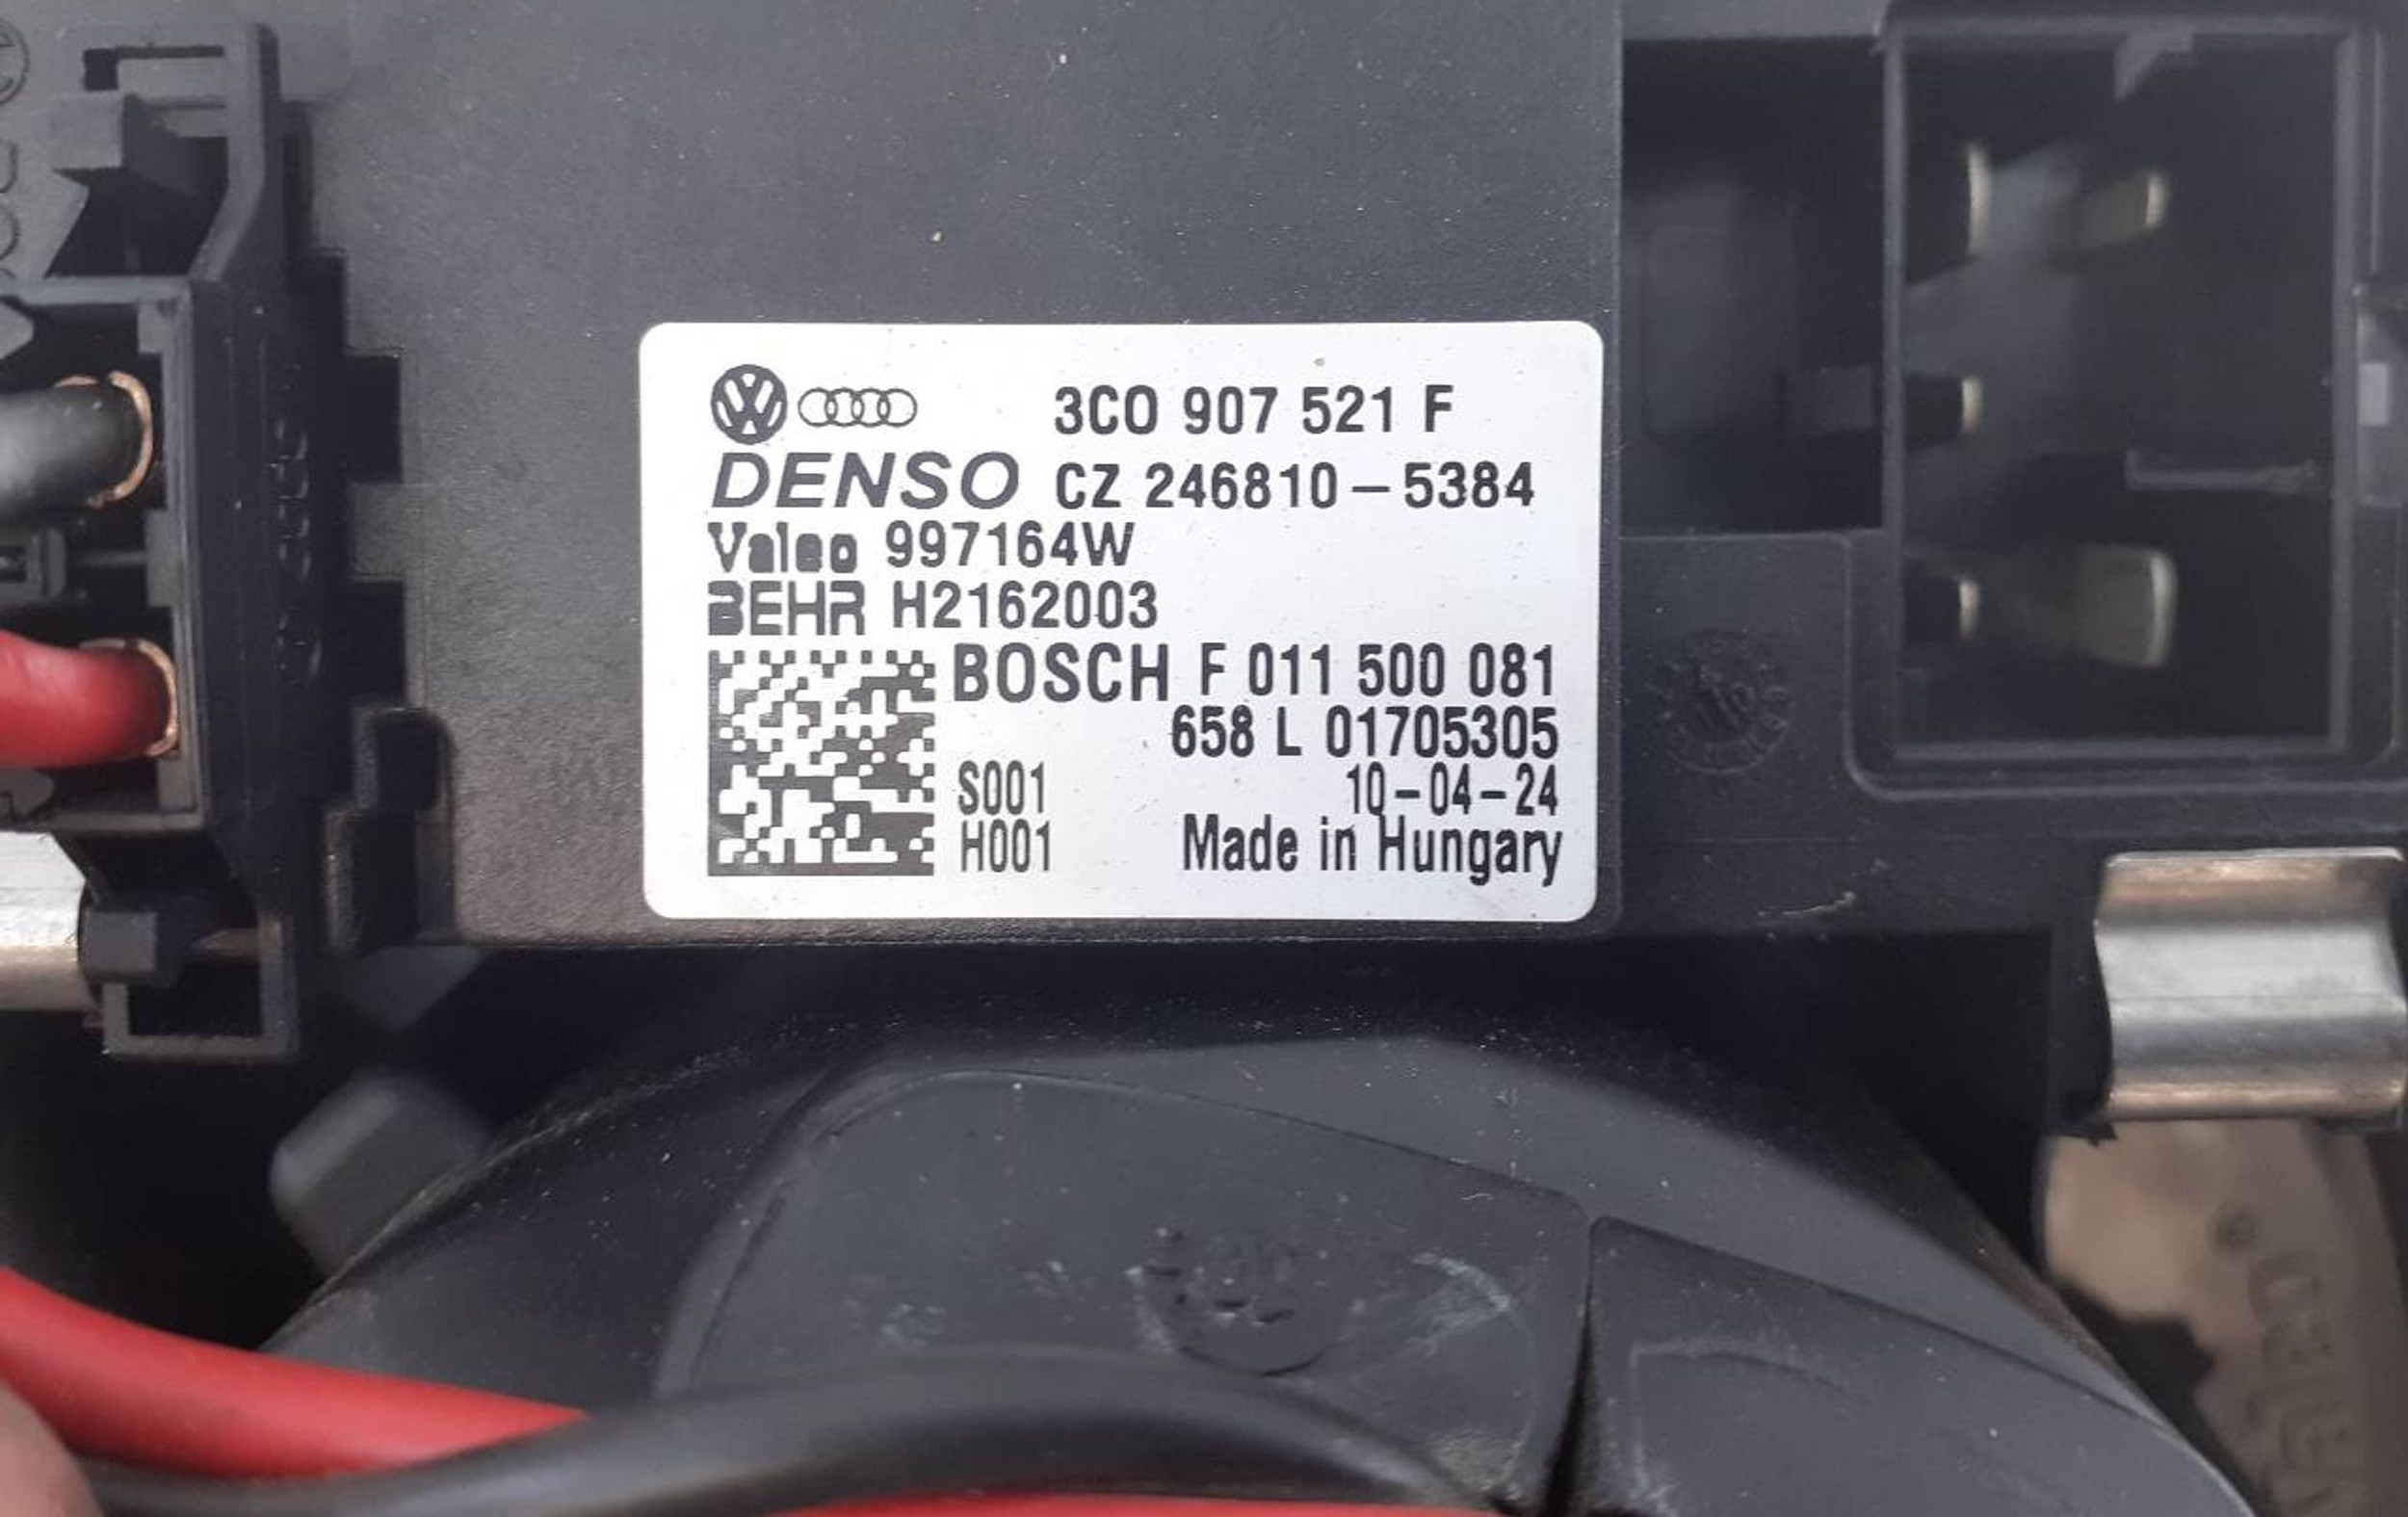 3C0 907 521 F
DENSO CZ 246810-5384
Valeo 997164W
BEHR H2162003
BOSCH F 011 500 081
658 L 01705305
S001 10-04-24
H001 Made in Hungary